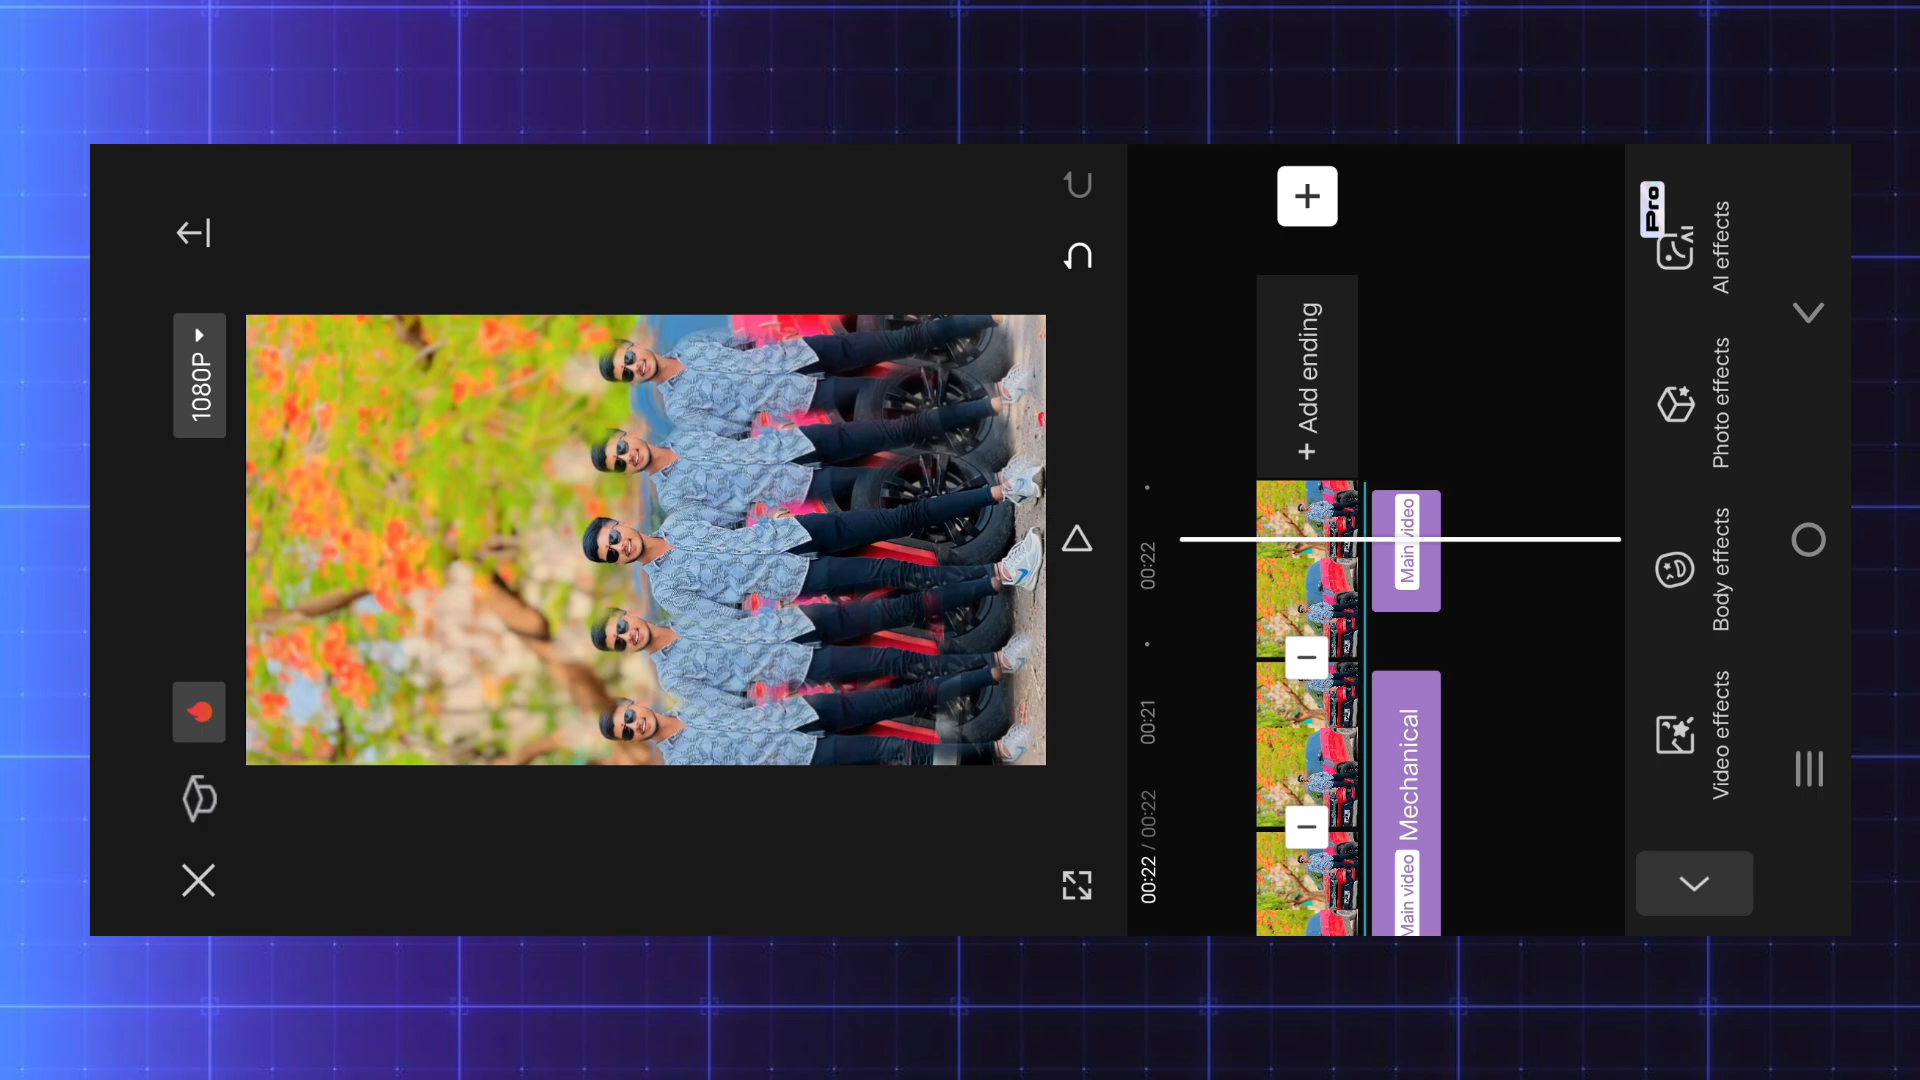 1080P
00:22 / 00:22
00:21
00:22
+ Add ending
Main video
Mechanical
Main video
Video effects
Body effects
Photo effects
AI effects
Pro